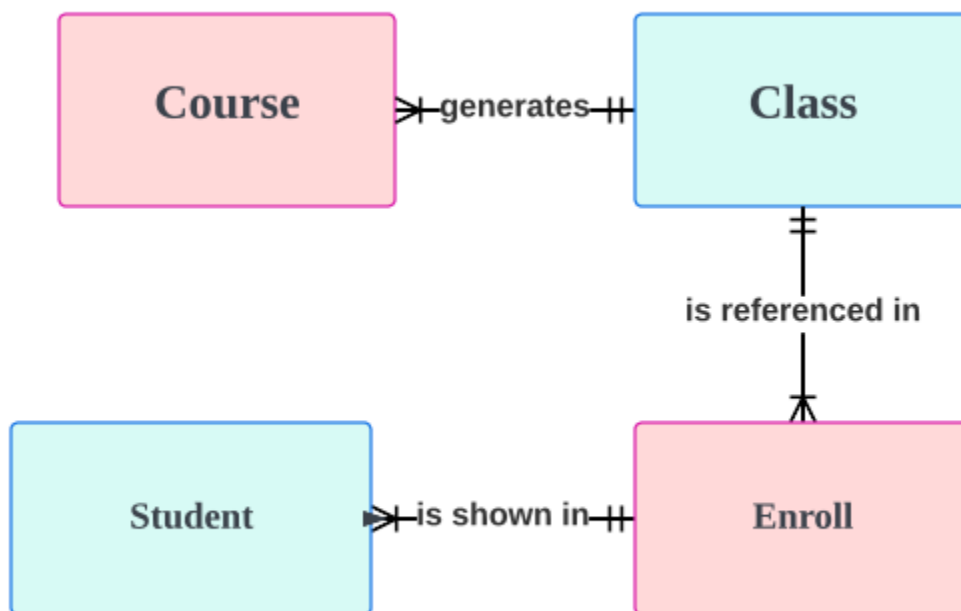 Course
generates
Class
is referenced in
Student
is shown in
Enroll